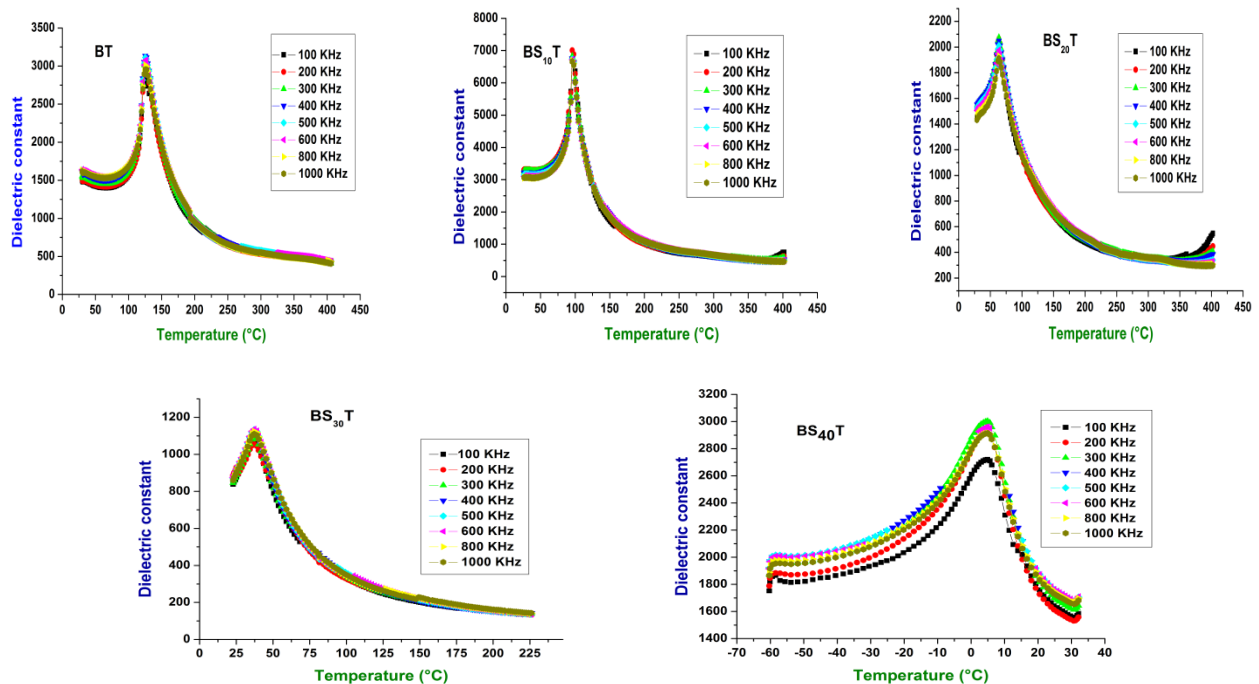 BT
Dielectric constant
3500
3000
2500
2000
1500
1000
500
0
0 50 100 150 200 250 300 350 400 450
Temperature (°C)
100 KHz
200 KHz
300 KHz
400 KHz
500 KHz
600 KHz
800 KHz
1000 KHz
BS10T
Dielectric constant
8000
7000
6000
5000
4000
3000
2000
1000
0
0 50 100 150 200 250 300 350 400 450
Temperature (°C)
100 KHz
200 KHz
300 KHz
400 KHz
500 KHz
600 KHz
800 KHz
1000 KHz
BS20T
Dielectric constant
2200
2000
1800
1600
1400
1200
1000
800
600
400
200
0 50 100 150 200 250 300 350 400 450
Temperature (°C)
100 KHz
200 KHz
300 KHz
400 KHz
500 KHz
600 KHz
800 KHz
1000 KHz
BS30T
Dielectric constant
1200
1000
800
600
400
200
0
0 25 50 75 100 125 150 175 200 225
Temperature (°C)
100 KHz
200 KHz
300 KHz
400 KHz
500 KHz
600 KHz
800 KHz
1000 KHz
BS40T
Dielectric constant
3200
3000
2800
2600
2400
2200
2000
1800
1600
1400
-70 -60 -50 -40 -30 -20 -10 0 10 20 30 40
Temperature (°C)
100 KHz
200 KHz
300 KHz
400 KHz
500 KHz
600 KHz
800 KHz
1000 KHz